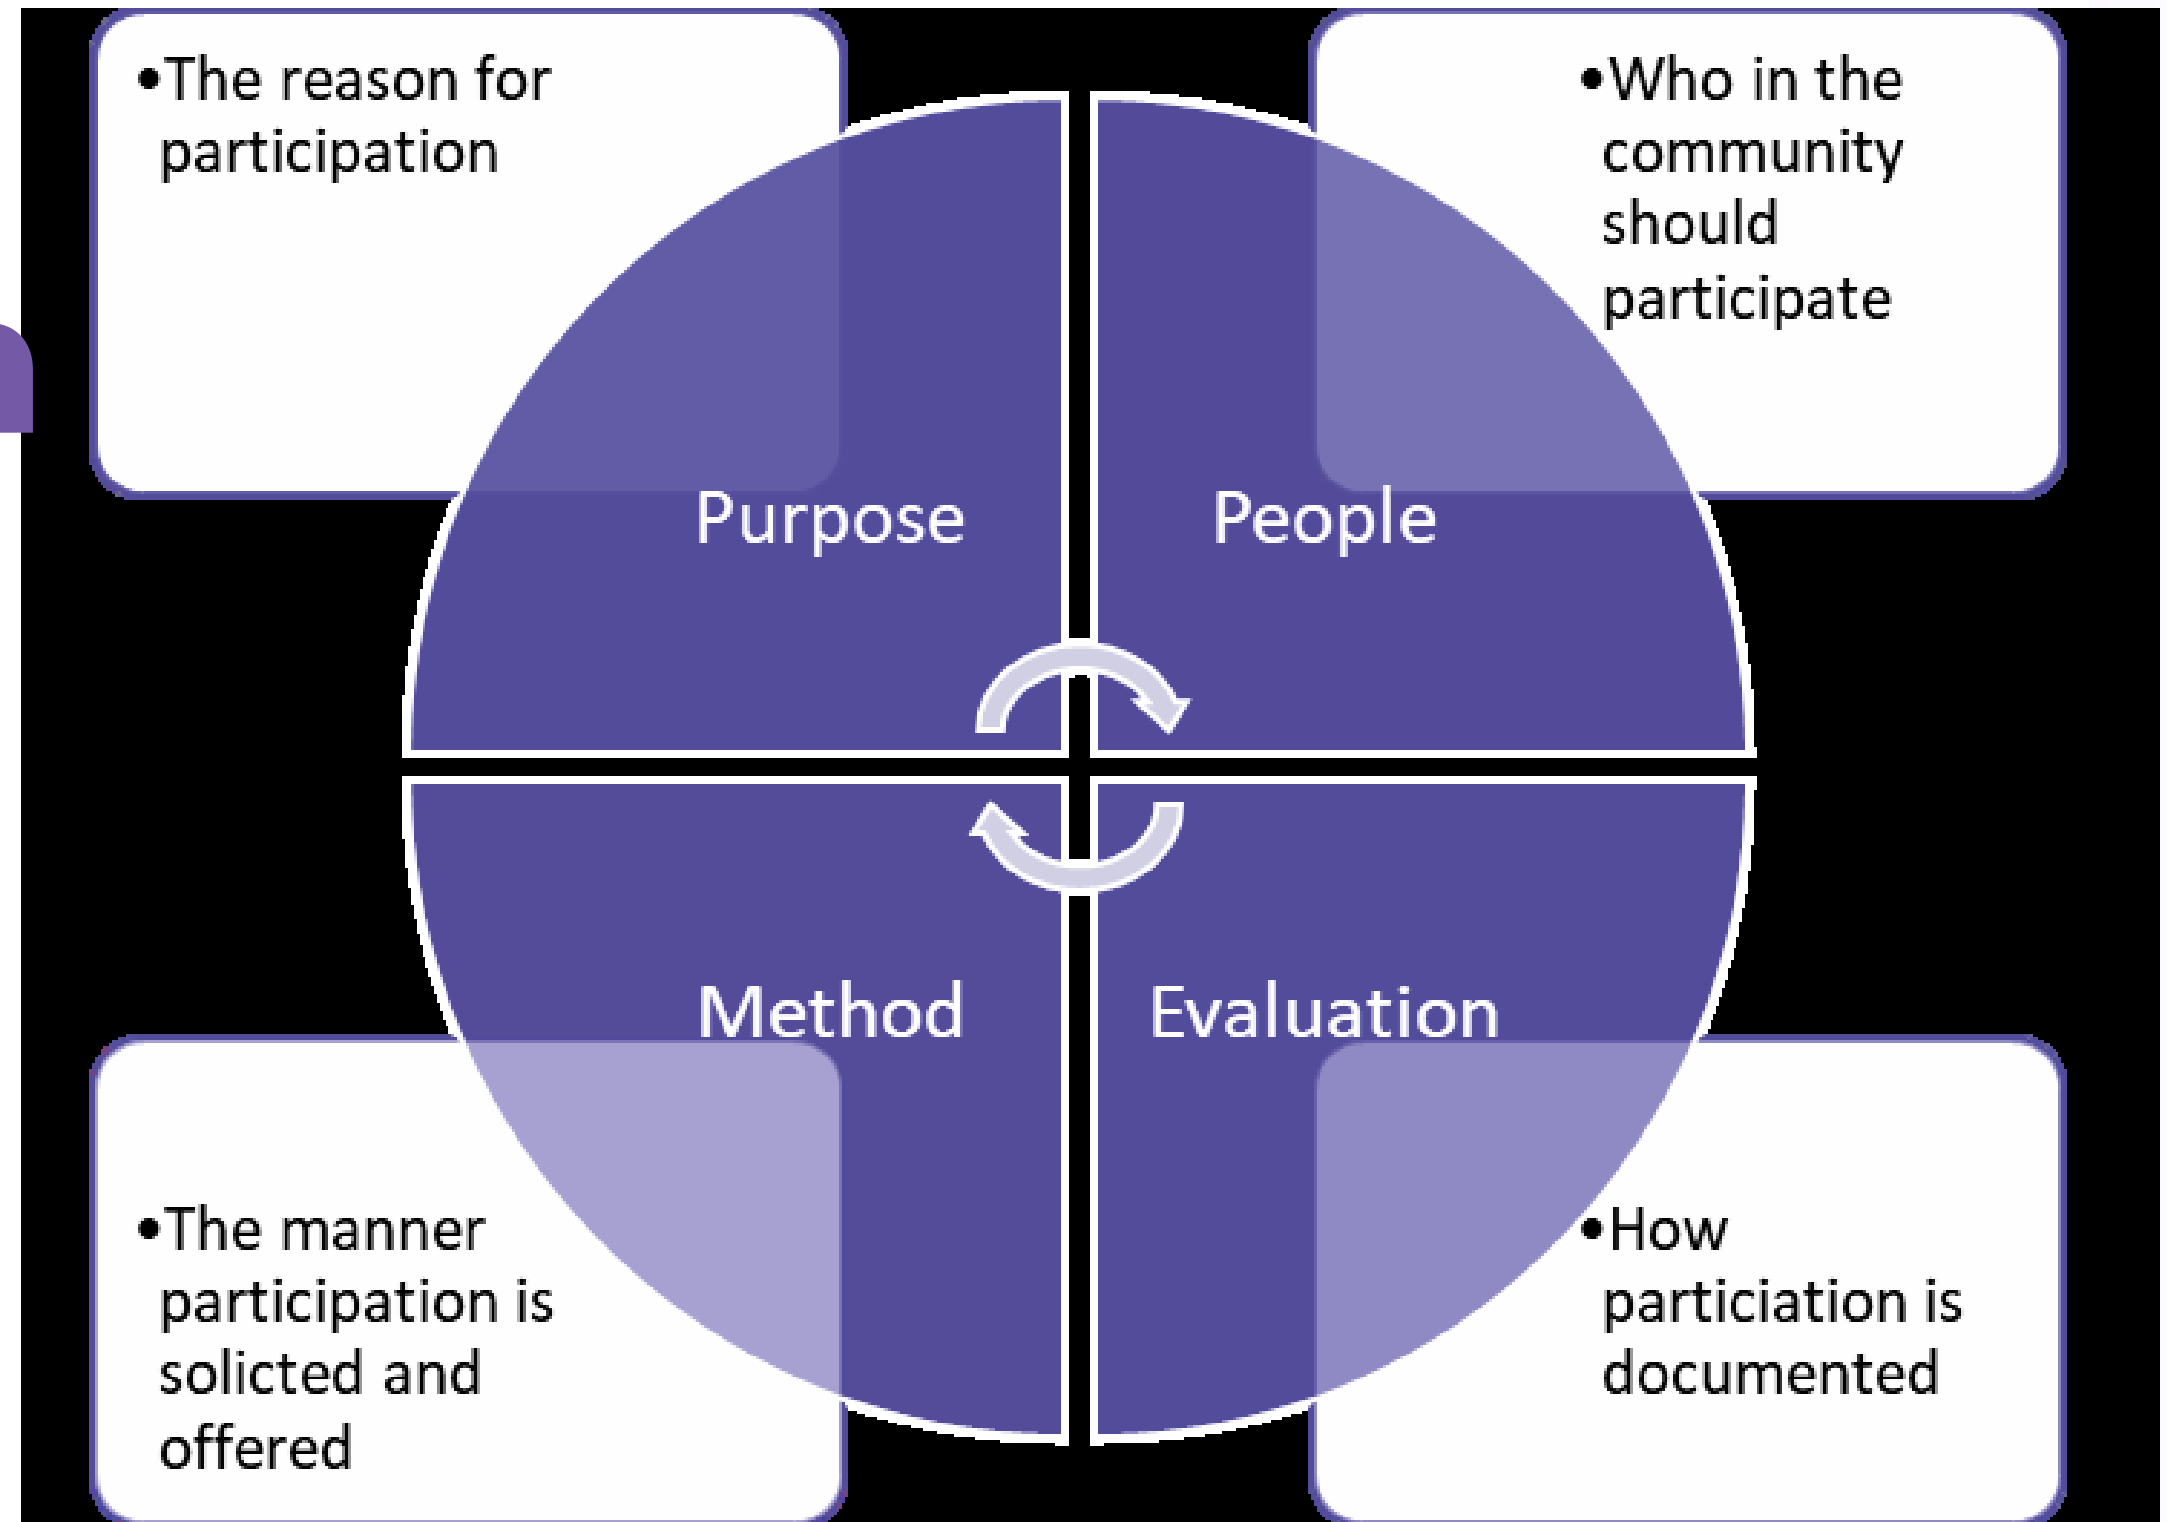 •The reason for
participation
•Who in the
community
should
participate
Purpose
People
Method
Evaluation
•The manner
participation is
solicted and
offered
•How
particiation is
documented